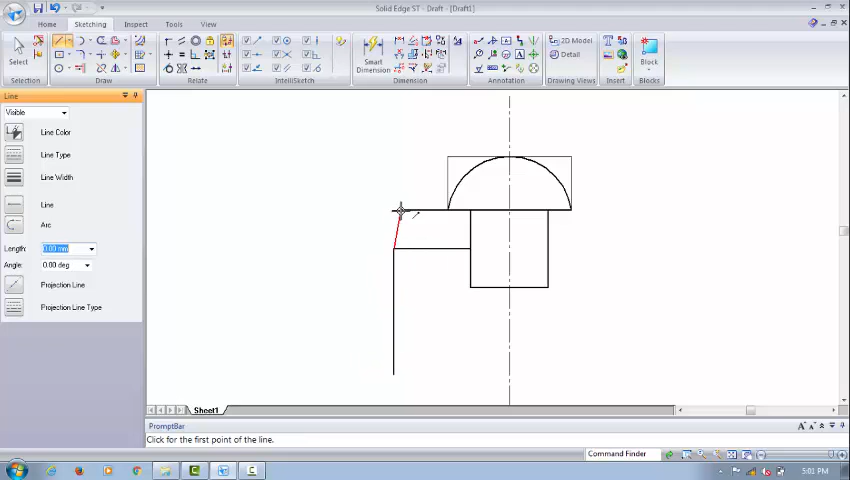 Solid Edge ST - Draft - [Draft1]
Home Sketching Inspect Tools View
Select
Smart Dimension
2D Model
Detail
Block
Selection Draw Relate IntelliSketch Dimension Annotation Drawing Views Insert Blocks
Line
Visible
Line Color
Line Type
Line Width
Line
Arc
Length: 0.00 mm
Angle: 0.00 deg
Projection Line
Projection Line Type
Sheet1
PromptBar
Click for the first point of the line.
Command Finder
5:01 PM